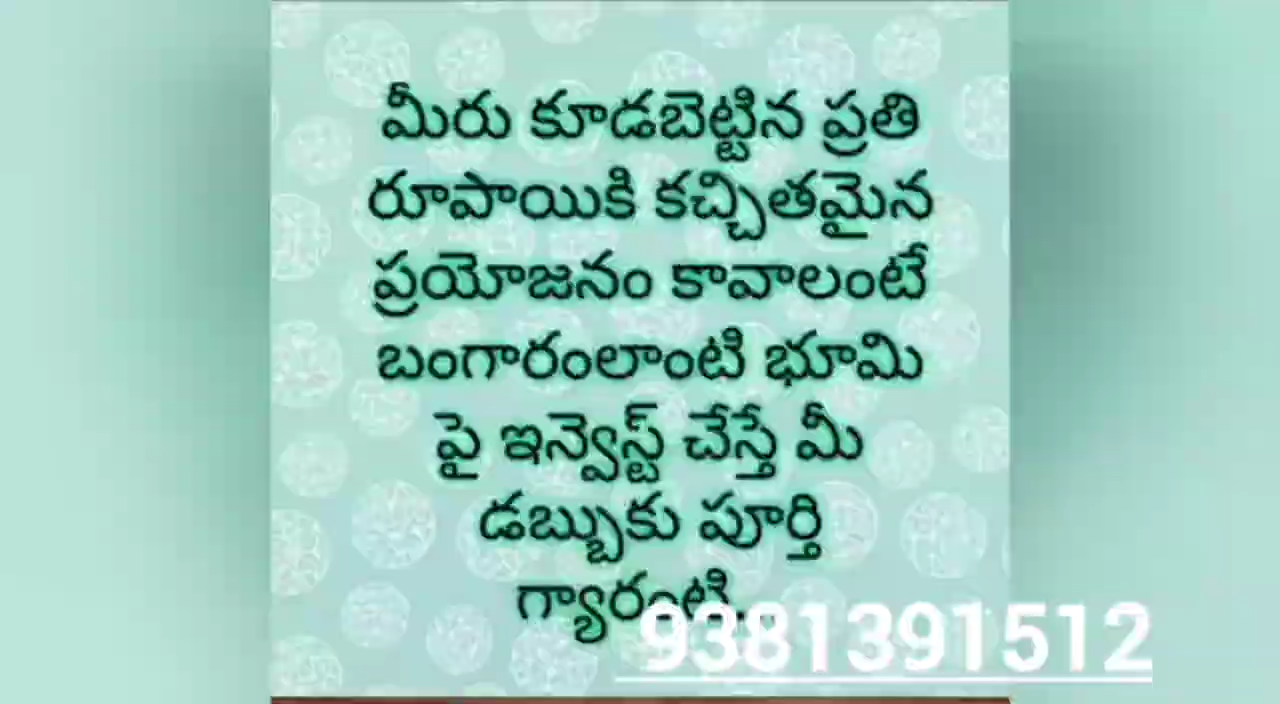 మీరు కూడబెట్టిన ప్రతి
రూపాయికి కచ్చితమైన
ప్రయోజనం కావాలంటే
బంగారంలాంటి భూమి
పై ఇన్వెస్ట్ చేస్తే మీ
డబ్బుకు పూర్తి
గ్యారంటి...
9381391512